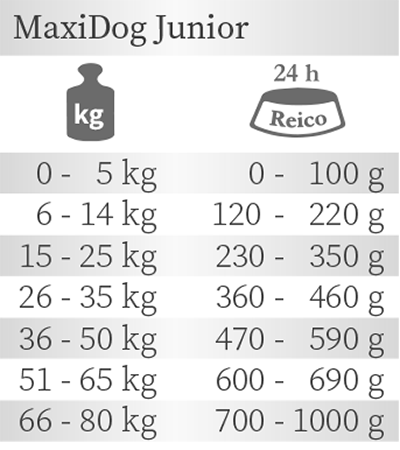 MaxiDog Junior
24 h
kg Reico
0 - 5 kg 0 - 100 g
6 - 14 kg 120 - 220 g
15 - 25 kg 230 - 350 g
26 - 35 kg 360 - 460 g
36 - 50 kg 470 - 590 g
51 - 65 kg 600 - 690 g
66 - 80 kg 700 - 1000 g